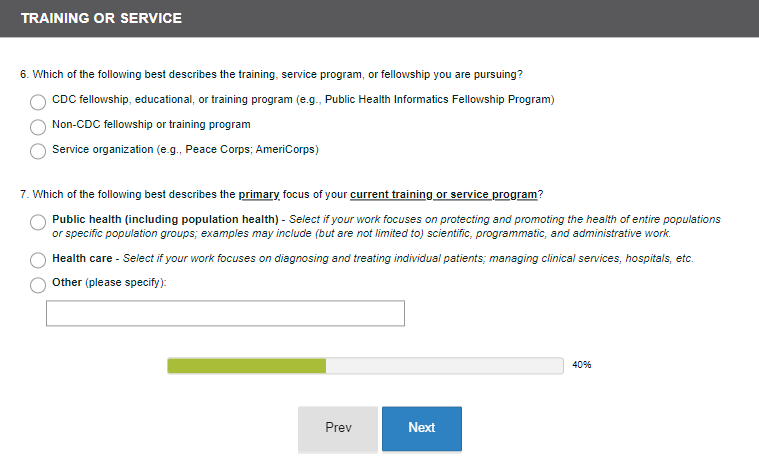 TRAINING OR SERVICE
6. Which of the following best describes the training, service program, or fellowship you are pursuing?
CDC fellowship, educational, or training program (e.g., Public Health Informatics Fellowship Program)
Non-CDC fellowship or training program
Service organization (e.g., Peace Corps; AmeriCorps)
7. Which of the following best describes the primary focus of your current training or service program?
Public health (including population health) - Select if your work focuses on protecting and promoting the health of entire populations
or specific population groups; examples may include (but are not limited to) scientific, programmatic, and administrative work.
Health care - Select if your work focuses on diagnosing and treating individual patients; managing clinical services, hospitals, etc.
Other (please specify):
40%
Prev Next